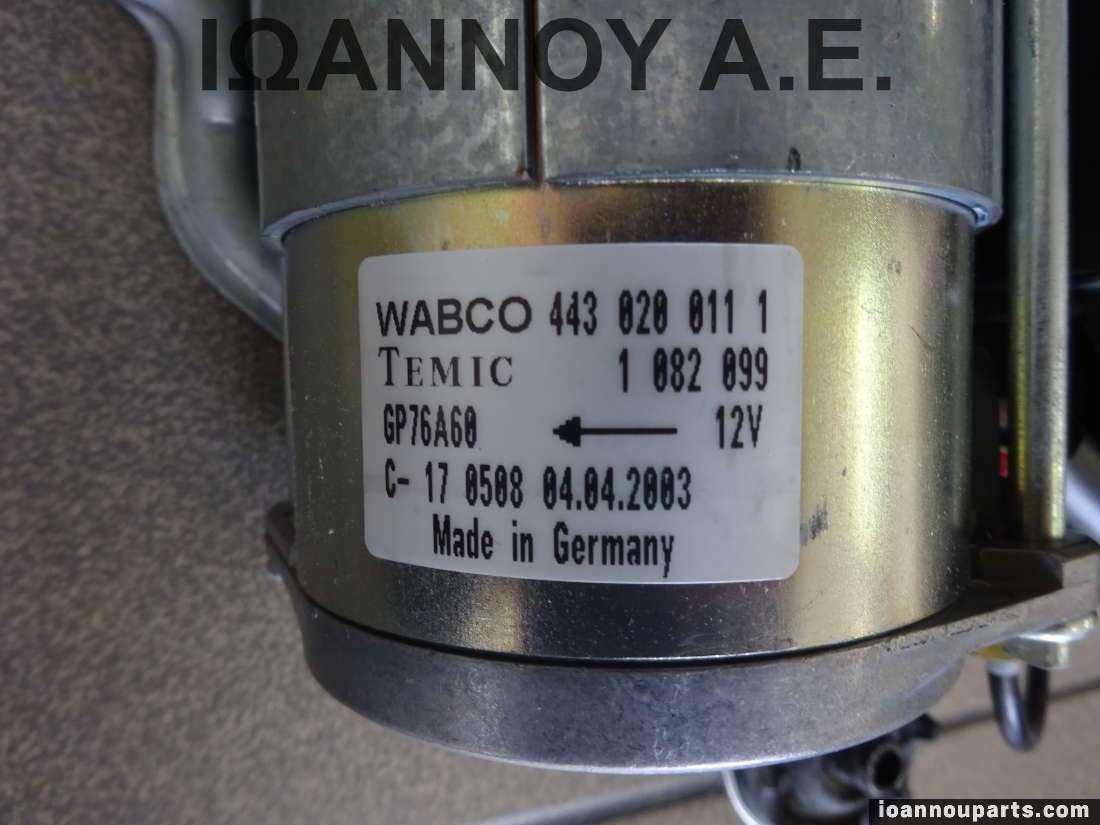 ΙΩΑΝΝΟΥ Α.Ε.
WABCO 443 020 011 1
TEMIC 1 082 099
GP76A60 12V
C- 17 0508 04.04.2003
Made in Germany
ioannouparts.com